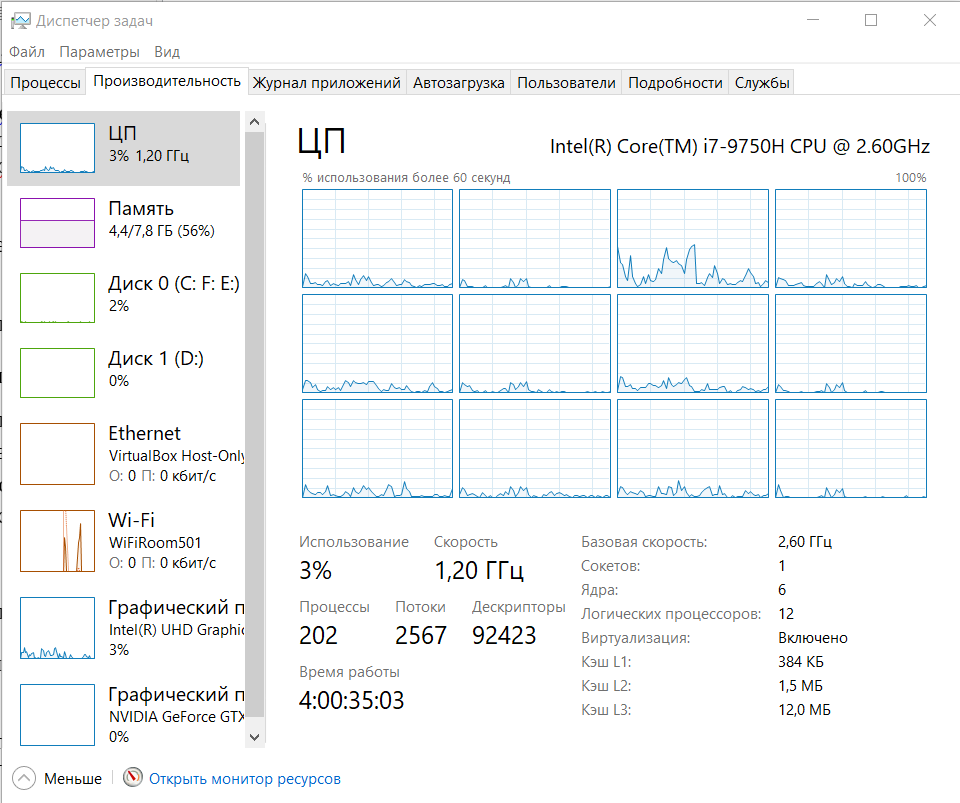 Диспетчер задач
Файл Параметры Вид
Процессы Производительность Журнал приложений Автозагрузка Пользователи Подробности Службы
ЦП
3% 1,20 ГГц
Память
4,4/7,8 ГБ (56%)
Диск 0 (C: F: E:)
2%
Диск 1 (D:)
0%
Ethernet
VirtualBox Host-Only
О: 0 П: 0 кбит/с
Wi-Fi
WiFiRoom501
О: 0 П: 0 кбит/с
Графический п
Intel(R) UHD Graphic
3%
Графический п
NVIDIA GeForce GTX
0%
ЦП
Intel(R) Core(TM) i7-9750H CPU @ 2.60GHz
% использования более 60 секунд
100%
Использование Скорость
3% 1,20 ГГц
Процессы Потоки Дескрипторы
202 2567 92423
Время работы
4:00:35:03
Базовая скорость: 2,60 ГГц
Сокетов: 1
Ядра: 6
Логических процессоров: 12
Виртуализация: Включено
Кэш L1: 384 КБ
Кэш L2: 1,5 МБ
Кэш L3: 12,0 МБ
Меньше
Открыть монитор ресурсов